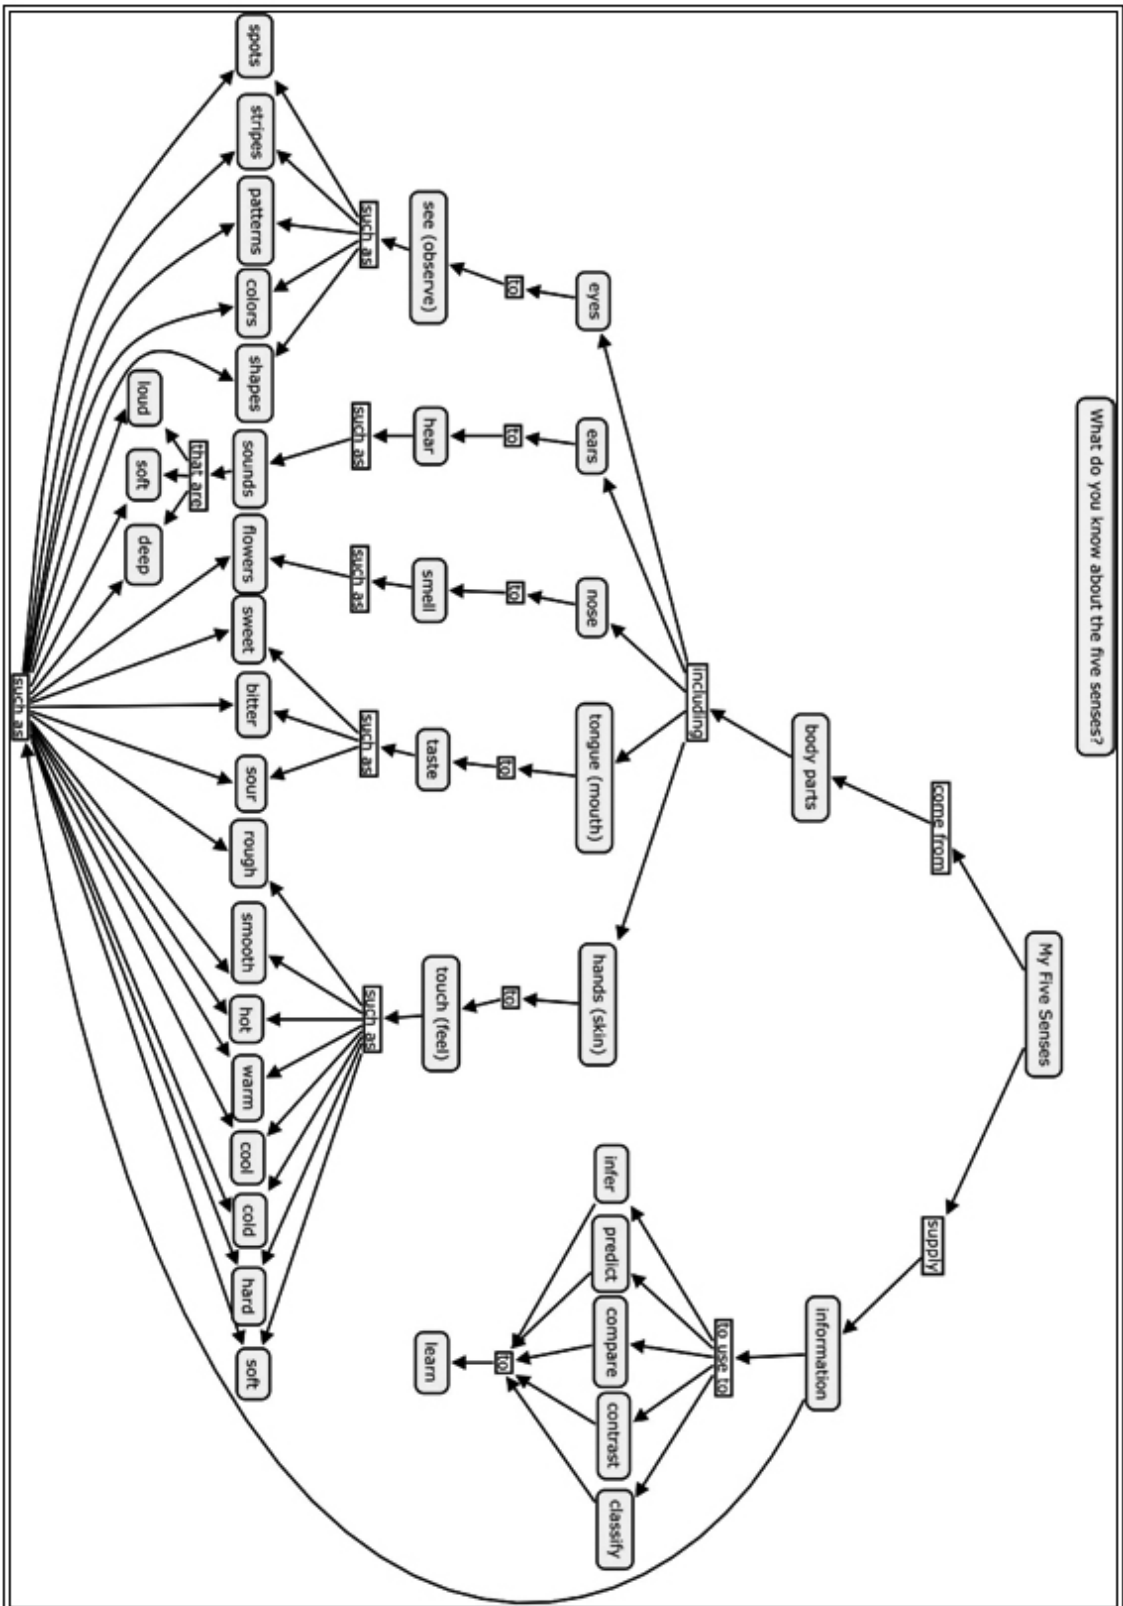 What do you know about the five senses?
My Five Senses
come from
supply
body parts
information
including
to use to
eyes
ears
nose
tongue (mouth)
hands (skin)
infer
predict
compare
contrast
classify
to
to
to
to
to
to
see (observe)
hear
smell
taste
touch (feel)
learn
such as
such as
such as
such as
such as
spots
stripes
patterns
colors
shapes
sounds
flowers
sweet
bitter
sour
rough
smooth
hot
warm
cool
cold
hard
soft
that are
loud
soft
deep
such as